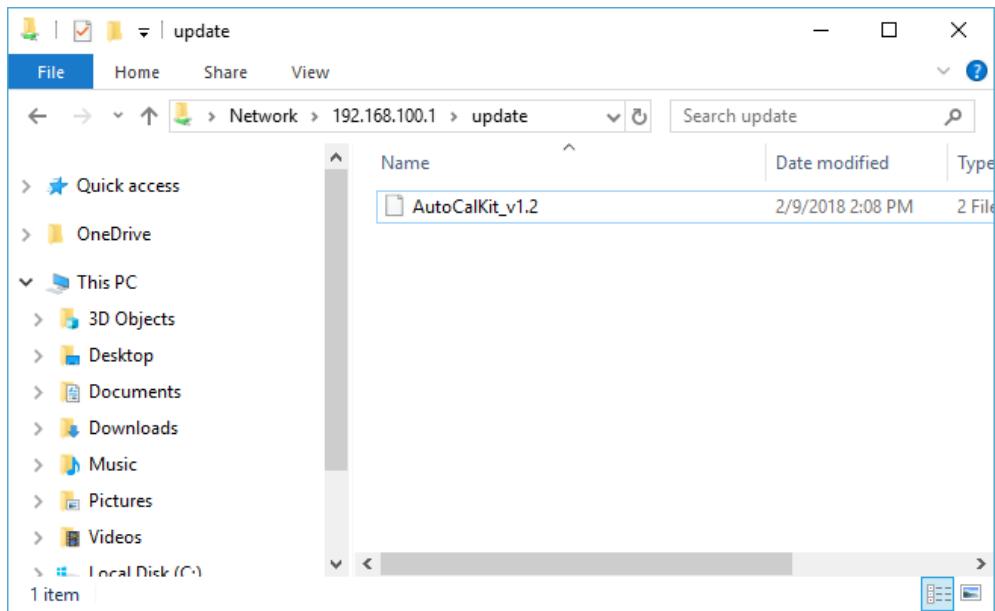 update
File Home Share View
Network > 192.168.100.1 > update Search update
Name Date modified Type
Quick access
AutoCalKit_v1.2 2/9/2018 2:08 PM 2 File
OneDrive
This PC
3D Objects
Desktop
Documents
Downloads
Music
Pictures
Videos
Local Disk (C:)
1 item